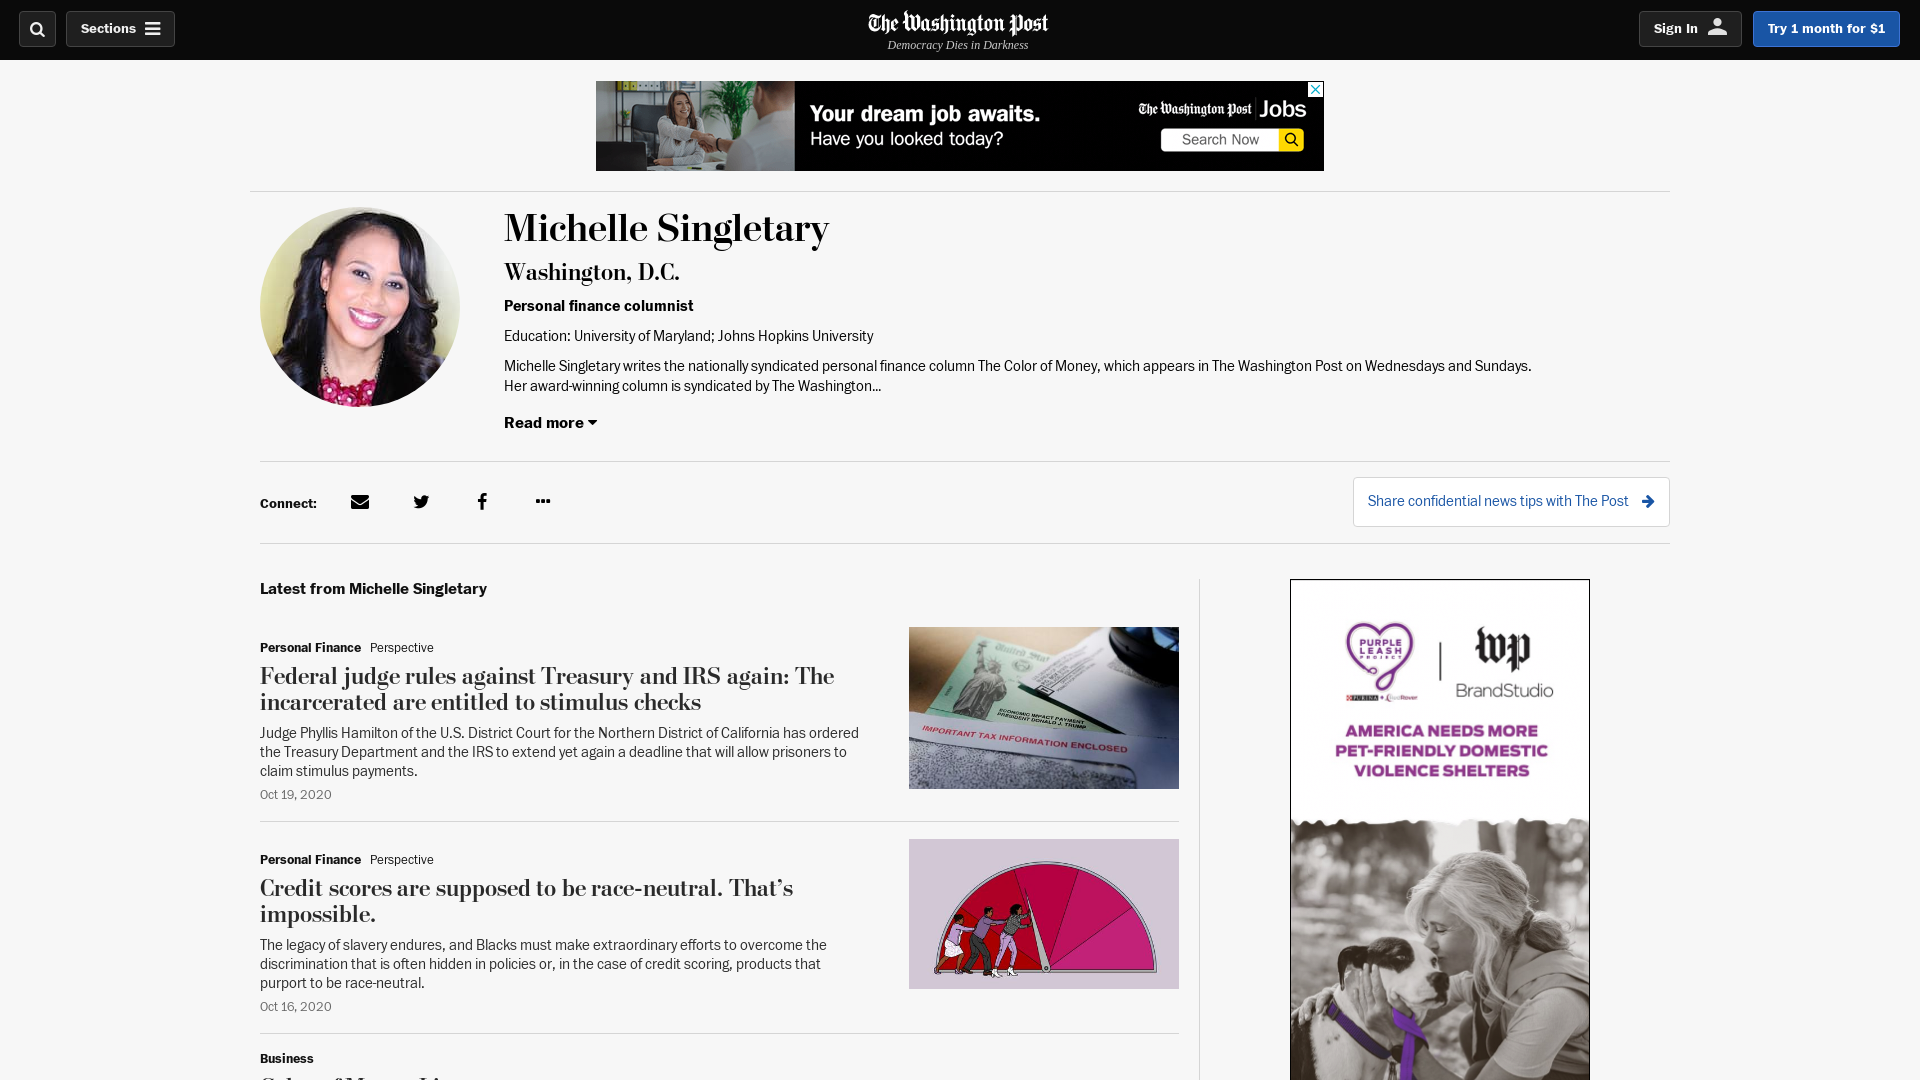 Sections
The Washington Post
Democracy Dies in Darkness
Sign In
Try 1 month for $1
Your dream job awaits.
Have you looked today?
The Washington Post Jobs
Search Now
Michelle Singletary
Washington, D.C.
Personal finance columnist
Education: University of Maryland; Johns Hopkins University
Michelle Singletary writes the nationally syndicated personal finance column The Color of Money, which appears in The Washington Post on Wednesdays and Sundays.
Her award-winning column is syndicated by The Washington...
Read more
Connect:
Share confidential news tips with The Post
Latest from Michelle Singletary
Personal Finance Perspective
Federal judge rules against Treasury and IRS again: The
incarcerated are entitled to stimulus checks
Judge Phyllis Hamilton of the U.S. District Court for the Northern District of California has ordered
the Treasury Department and the IRS to extend yet again a deadline that will allow prisoners to
claim stimulus payments.
Oct 19, 2020
United Stat
ECONOMIC IMPACT PAYMENT
PRESIDENT DONALD J. TRUMP
IMPORTANT TAX INFORMATION ENCLOSED
Personal Finance Perspective
Credit scores are supposed to be race-neutral. That’s
impossible.
The legacy of slavery endures, and Blacks must make extraordinary efforts to overcome the
discrimination that is often hidden in policies or, in the case of credit scoring, products that
purport to be race-neutral.
Oct 16, 2020
Business
PURPLE
LEASH
PROJECT
PURINA
wp
BrandStudio
AMERICA NEEDS MORE
PET-FRIENDLY DOMESTIC
VIOLENCE SHELTERS